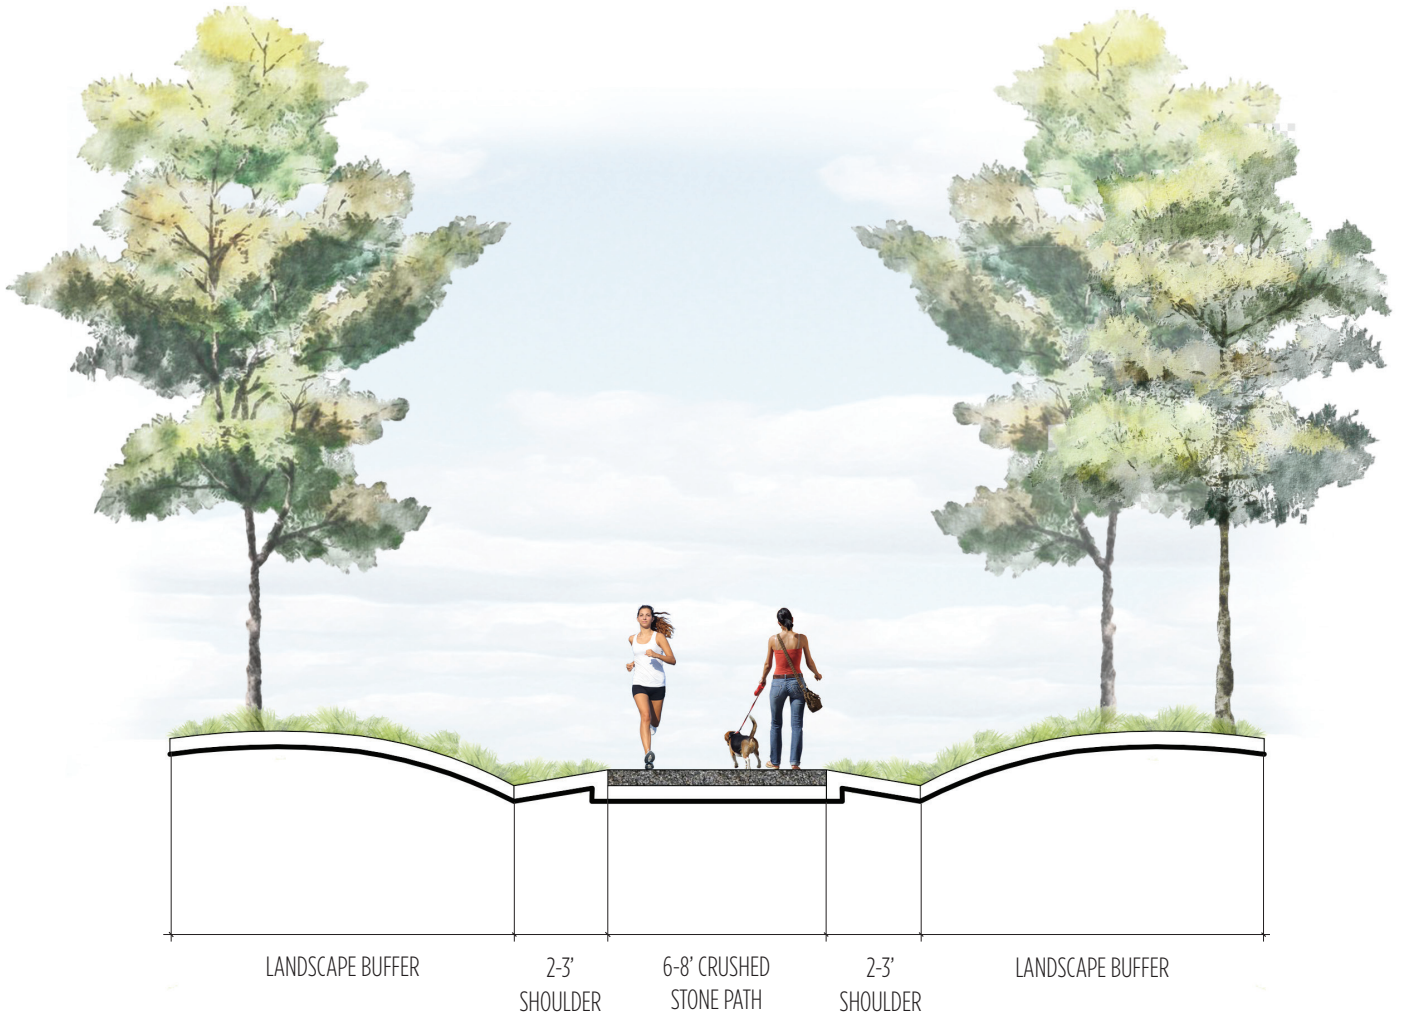 LANDSCAPE BUFFER
2-3’
SHOULDER
6-8’ CRUSHED
STONE PATH
2-3’
SHOULDER
LANDSCAPE BUFFER